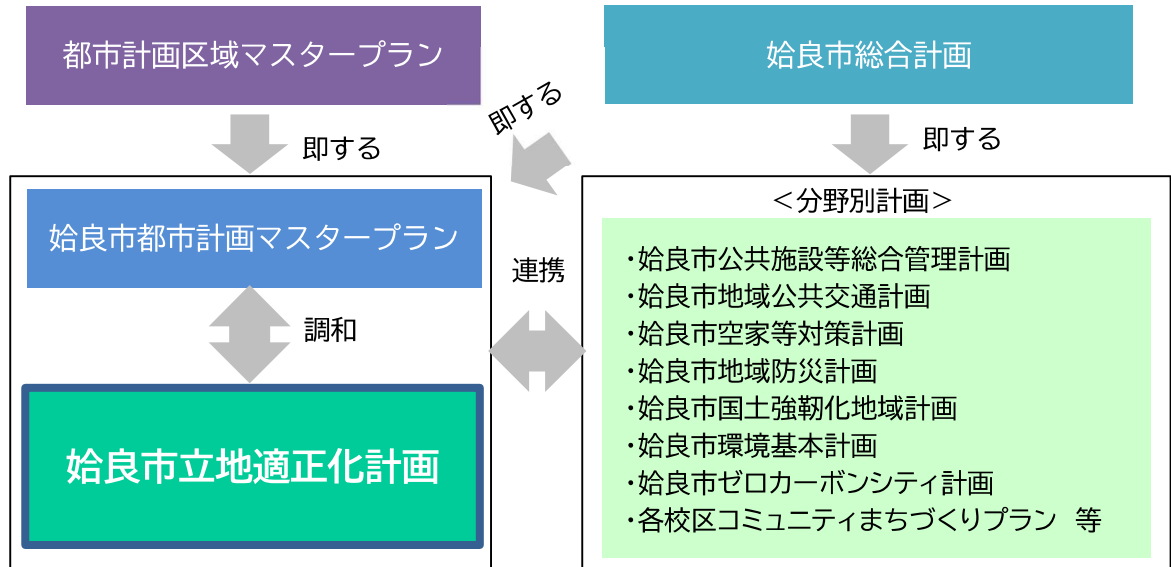 都市計画区域マスタープラン
姶良市総合計画
即する
即する
即する
姶良市都市計画マスタープラン
調和
姶良市立地適正化計画
連携
＜分野別計画＞
・姶良市公共施設等総合管理計画
・姶良市地域公共交通計画
・姶良市空家等対策計画
・姶良市地域防災計画
・姶良市国土強靭化地域計画
・姶良市環境基本計画
・姶良市ゼロカーボンシティ計画
・各校区コミュニティまちづくりプラン　等